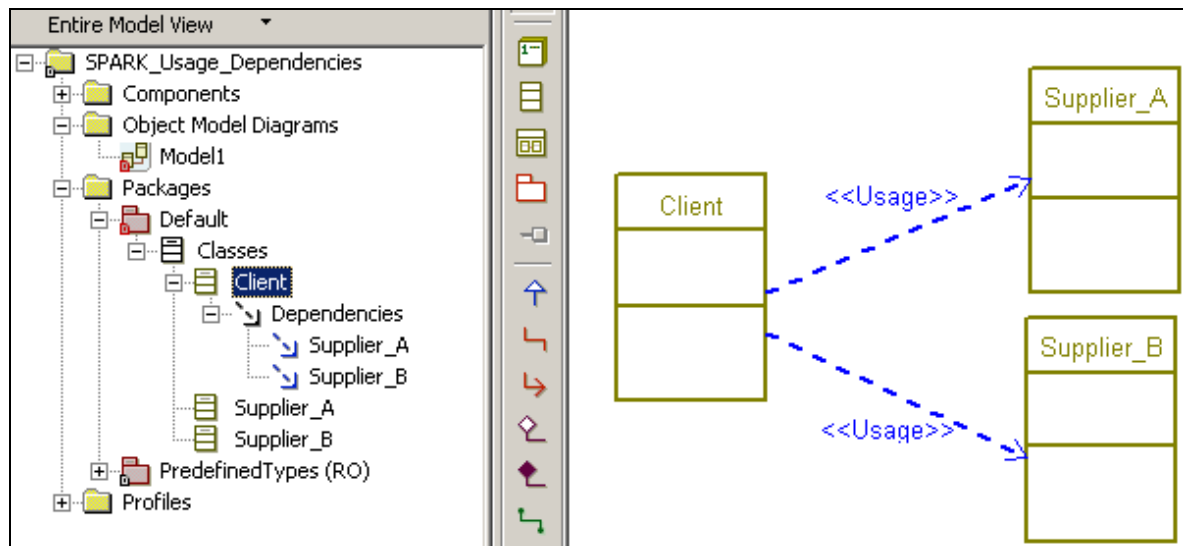 Entire Model View
SPARK_Usage_Dependencies
Components
Object Model Diagrams
Model1
Packages
Default
Classes
Client
Dependencies
Supplier_A
Supplier_B
Supplier_A
Supplier_B
PredefinedTypes (RO)
Profiles
Client
<<Usage>>
<<Usage>>
Supplier_A
Supplier_B